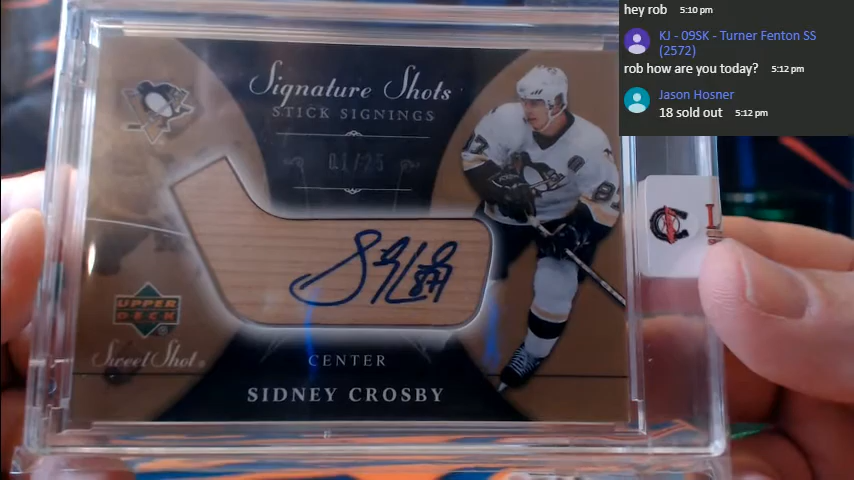 hey rob 5:10 pm
KJ - 09SK - Turner Fenton SS
(2572)
rob how are you today? 5:12 pm
Jason Hosner
18 sold out 5:12 pm
Signature Shots
STICK SIGNINGS
01/25
87
UPPER
DECK
Sweet Shot
CENTER
SIDNEY CROSBY